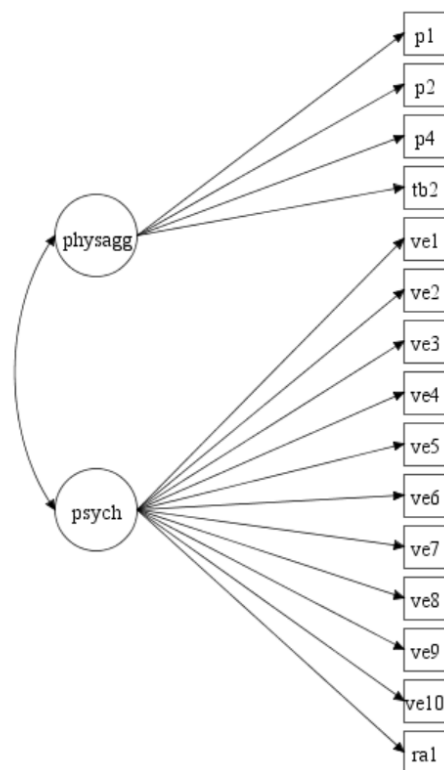 p1
p2
p4
tb2
physagg
ve1
ve2
ve3
ve4
ve5
ve6
psych
ve7
ve8
ve9
ve10
ra1